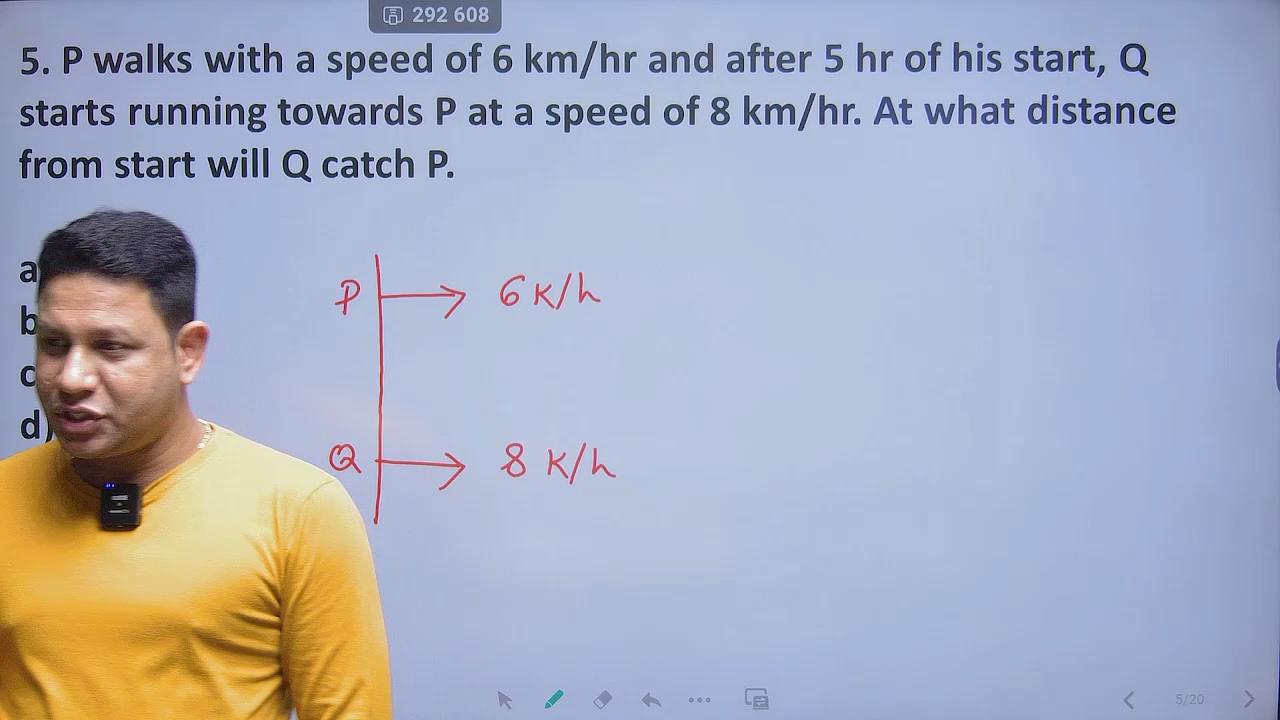 292 608
5. P walks with a speed of 6 km/hr and after 5 hr of his start, Q
starts running towards P at a speed of 8 km/hr. At what distance
from start will Q catch P.
a
b
c
d)
P 6 K/h
Q 8 K/h
5/20